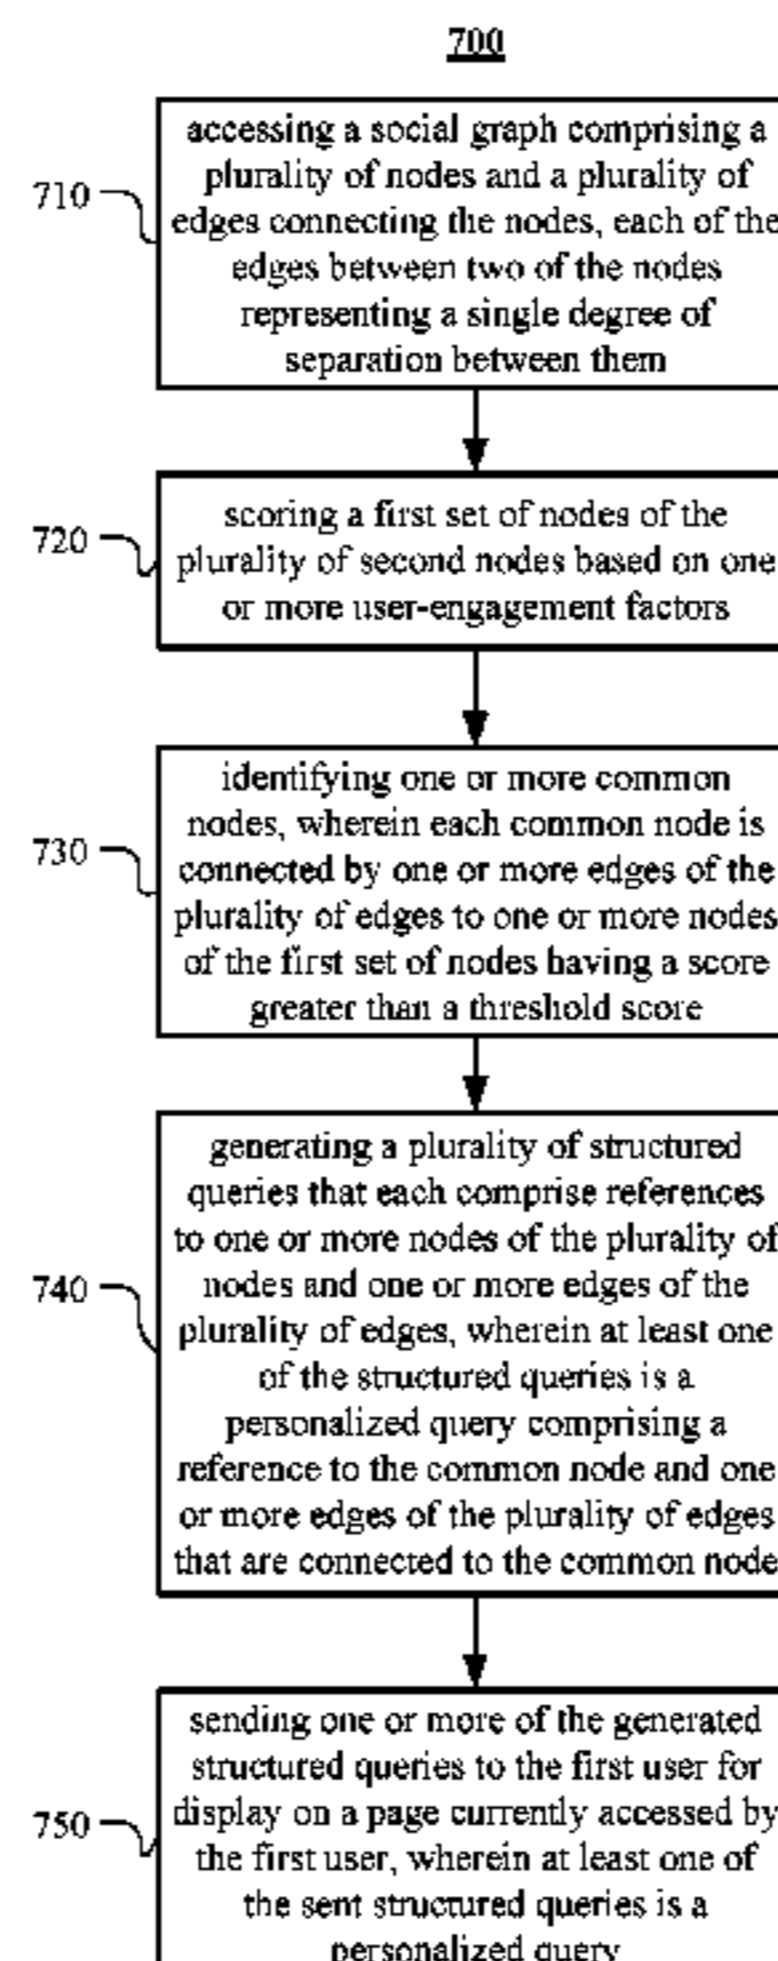 700
710
accessing a social graph comprising a
plurality of nodes and a plurality of
edges connecting the nodes, each of the
edges between two of the nodes
representing a single degree of
separation between them
720
scoring a first set of nodes of the
plurality of second nodes based on one
or more user-engagement factors
730
identifying one or more common
nodes, wherein each common node is
connected by one or more edges of the
plurality of edges to one or more nodes
of the first set of nodes having a score
greater than a threshold score
740
generating a plurality of structured
queries that each comprise references
to one or more nodes of the plurality of
nodes and one or more edges of the
plurality of edges, wherein at least one
of the structured queries is a
personalized query comprising a
reference to the common node and one
or more edges of the plurality of edges
that are connected to the common node
750
sending one or more of the generated
structured queries to the first user for
display on a page currently accessed by
the first user, wherein at least one of
the sent structured queries is a
personalized query